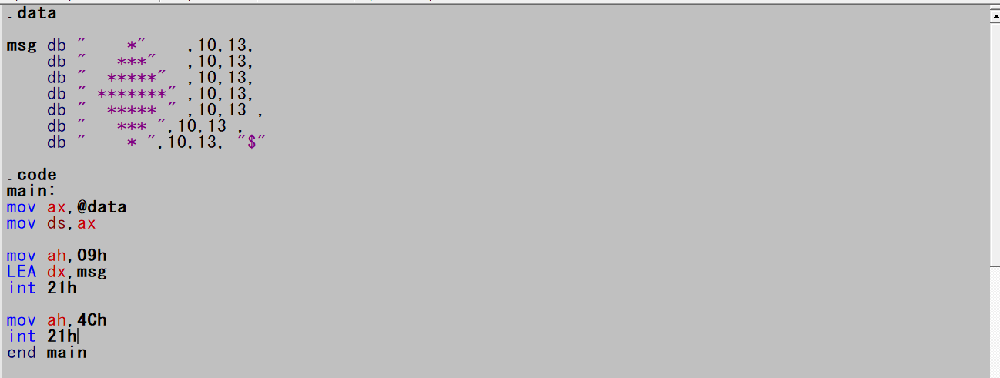 .data
msg db "    *"    ,10,13,
    db "   ***"   ,10,13,
    db "  *****"  ,10,13,
    db " *******" ,10,13,
    db "  ***** " ,10,13 ,
    db "   *** ",10,13 ,
    db "    * ",10,13, "$"
.code
main:
mov ax,@data
mov ds,ax
mov ah,09h
LEA dx,msg
int 21h
mov ah,4Ch
int 21h
end main